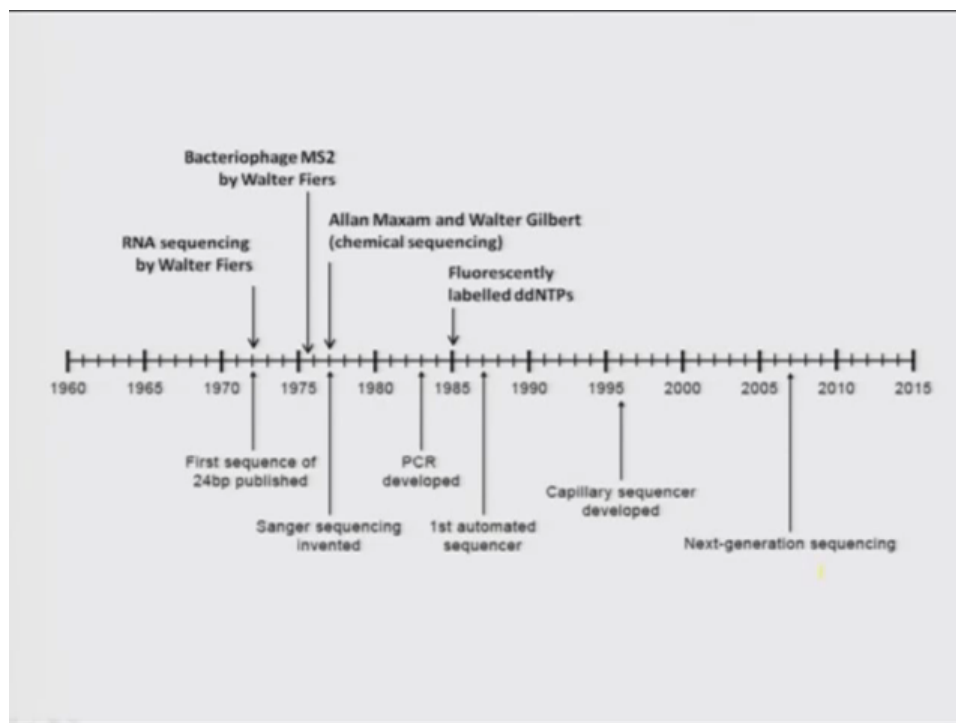 Bacteriophage MS2
by Walter Fiers
Allan Maxam and Walter Gilbert
(chemical sequencing)
RNA sequencing
by Walter Fiers
Fluorescently
labelled ddNTPs
1960 1965 1970 1975 1980 1985 1990 1995 2000 2005 2010 2015
First sequence of
24bp published
PCR
developed
Capillary sequencer
developed
Sanger sequencing
invented
1st automated
sequencer
Next-generation sequencing